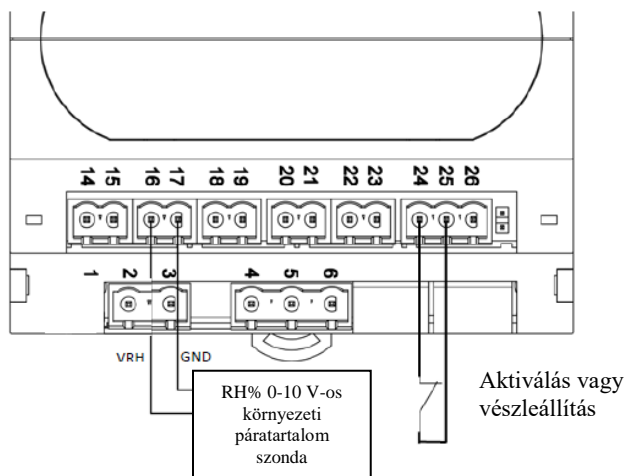 14 15 16 17 18 19 20 21 22 23 24 25 26
1 2 3 4 5 6
VRH GND
RH% 0-10 V-os
környezeti
páratartalom
szonda
Aktiválás vagy
vészleállítás